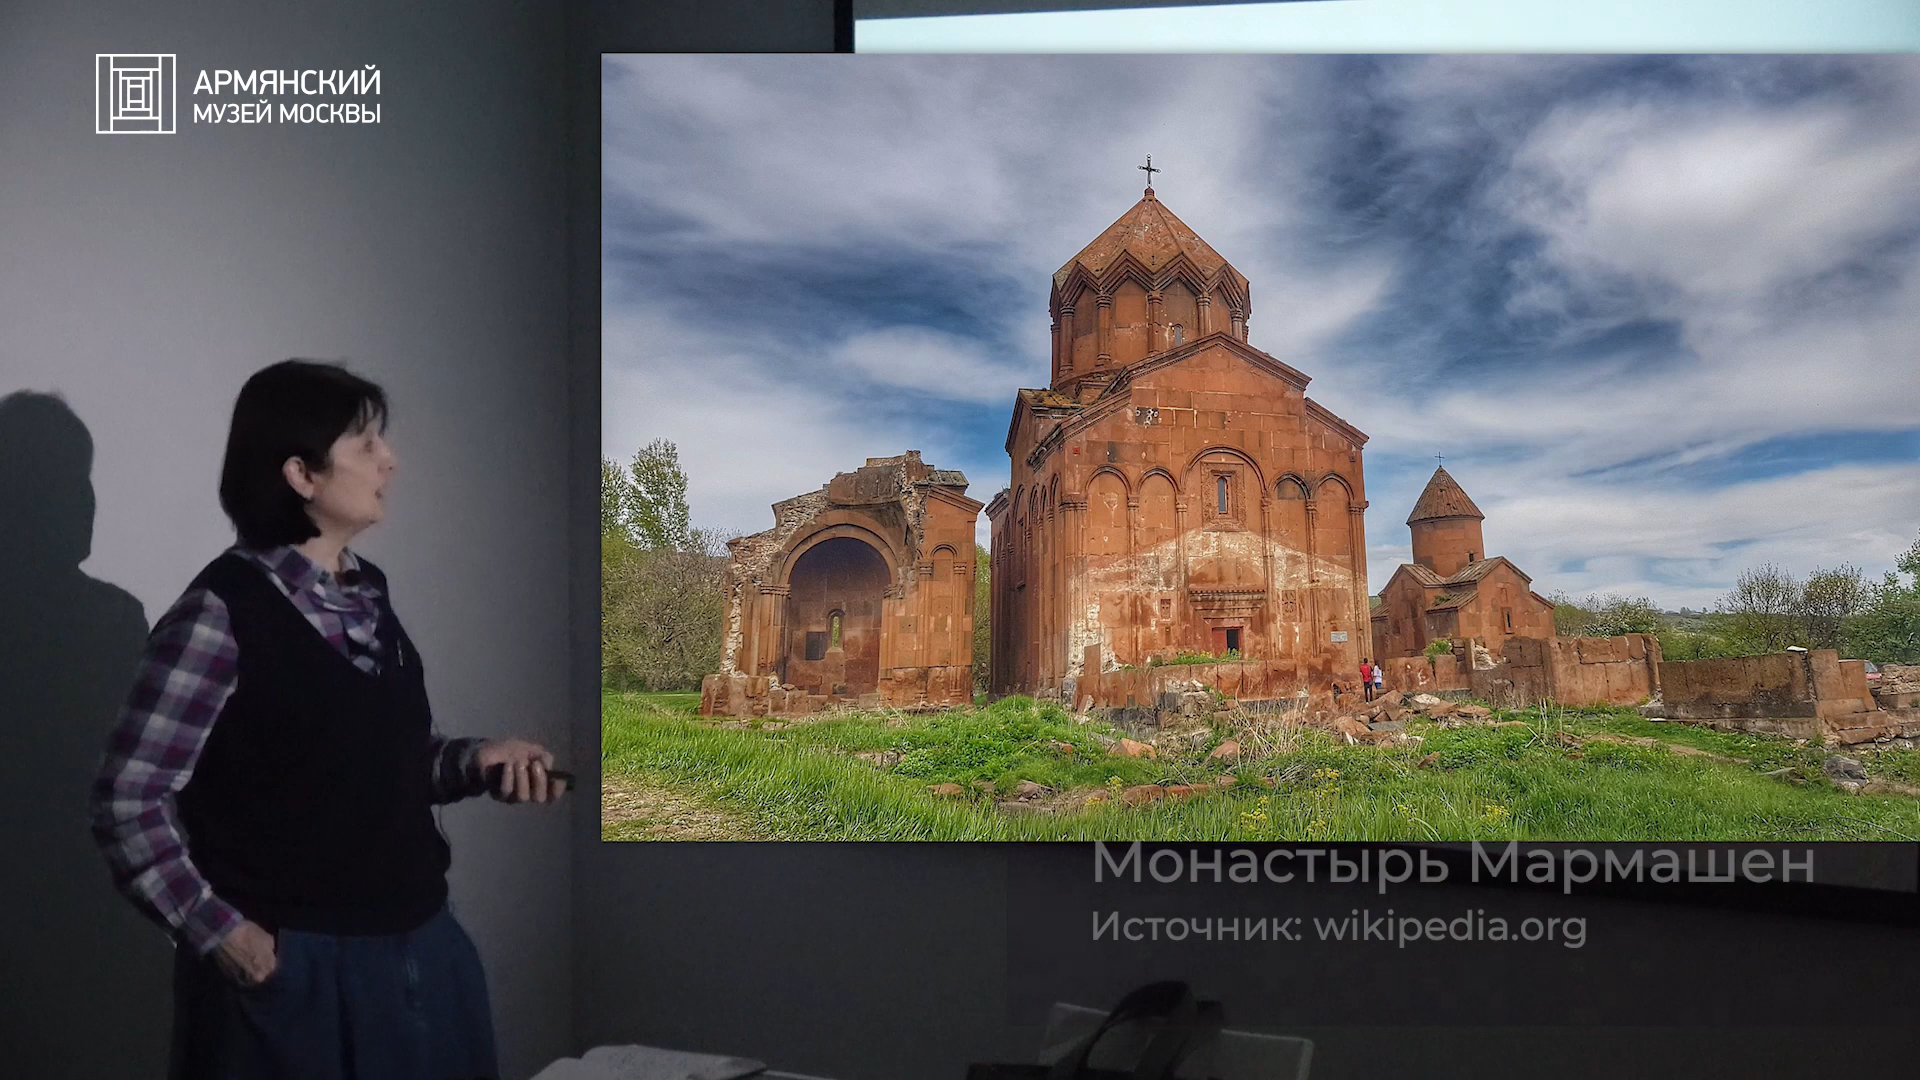 АРМЯНСКИЙ
МУЗЕЙ МОСКВЫ
Монастырь Мармашен
Источник: wikipedia.org